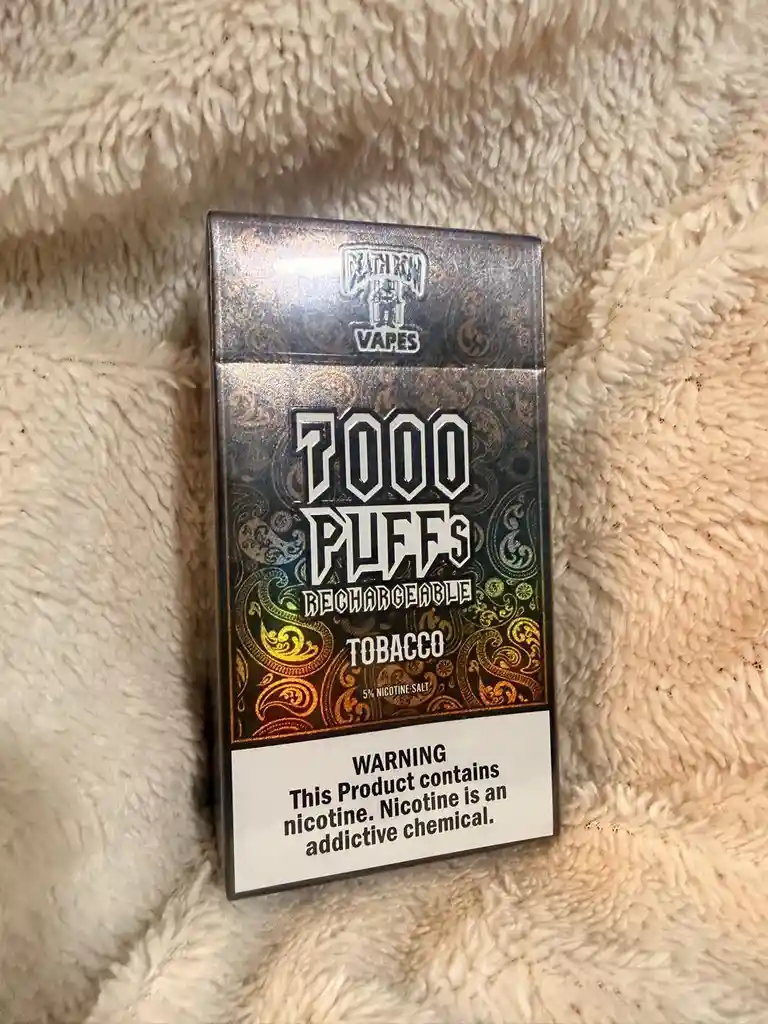 DEATH ROW
VAPES
7000
PUFFS
RECHARGEABLE
TOBACCO
5% NICOTINE SALT
WARNING
This Product contains
nicotine. Nicotine is an
addictive chemical.